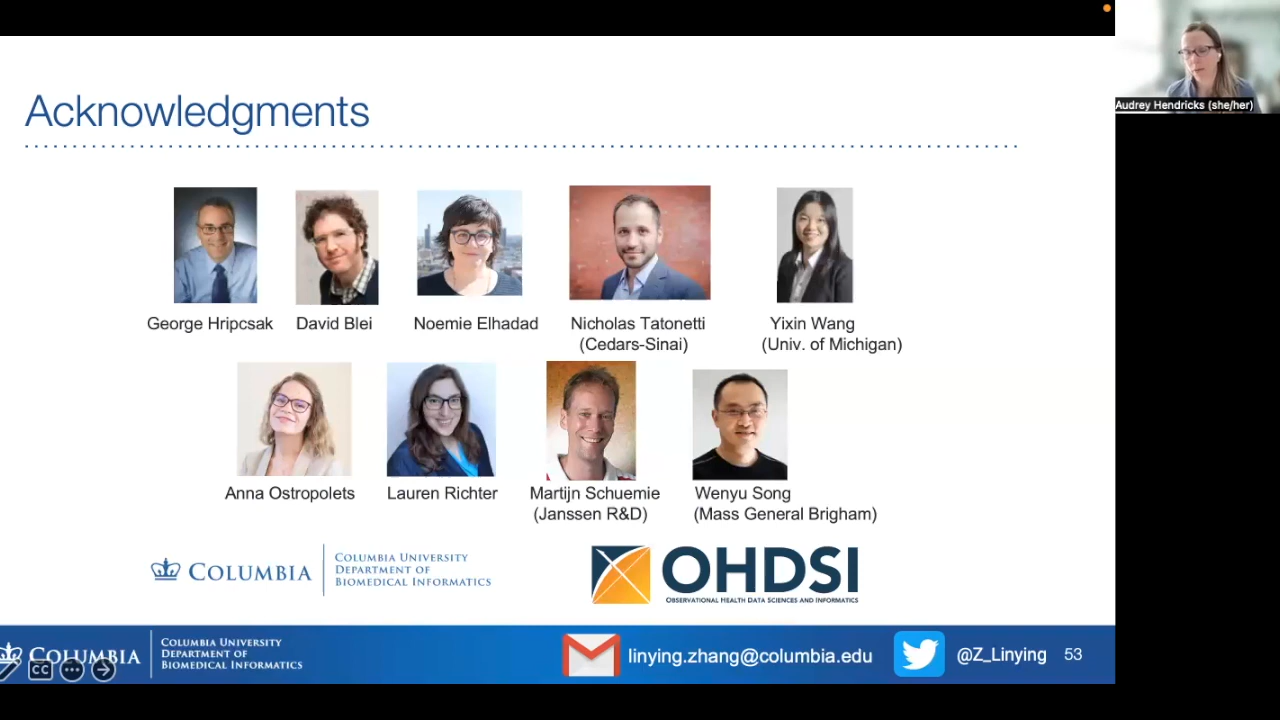 Audrey Hendricks (she/her)
Acknowledgments
George Hripcsak
David Blei
Noemie Elhadad
Nicholas Tatonetti
(Cedars-Sinai)
Yixin Wang
(Univ. of Michigan)
Anna Ostropolets
Lauren Richter
Martijn Schuemie
(Janssen R&D)
Wenyu Song
(Mass General Brigham)
COLUMBIA
COLUMBIA UNIVERSITY
DEPARTMENT OF
BIOMEDICAL INFORMATICS
OHDSI
OBSERVATIONAL HEALTH DATA SCIENCES AND INFORMATICS
COLUMBIA
COLUMBIA UNIVERSITY
DEPARTMENT OF
BIOMEDICAL INFORMATICS
CC
linying.zhang@columbia.edu
@Z_Linying
53